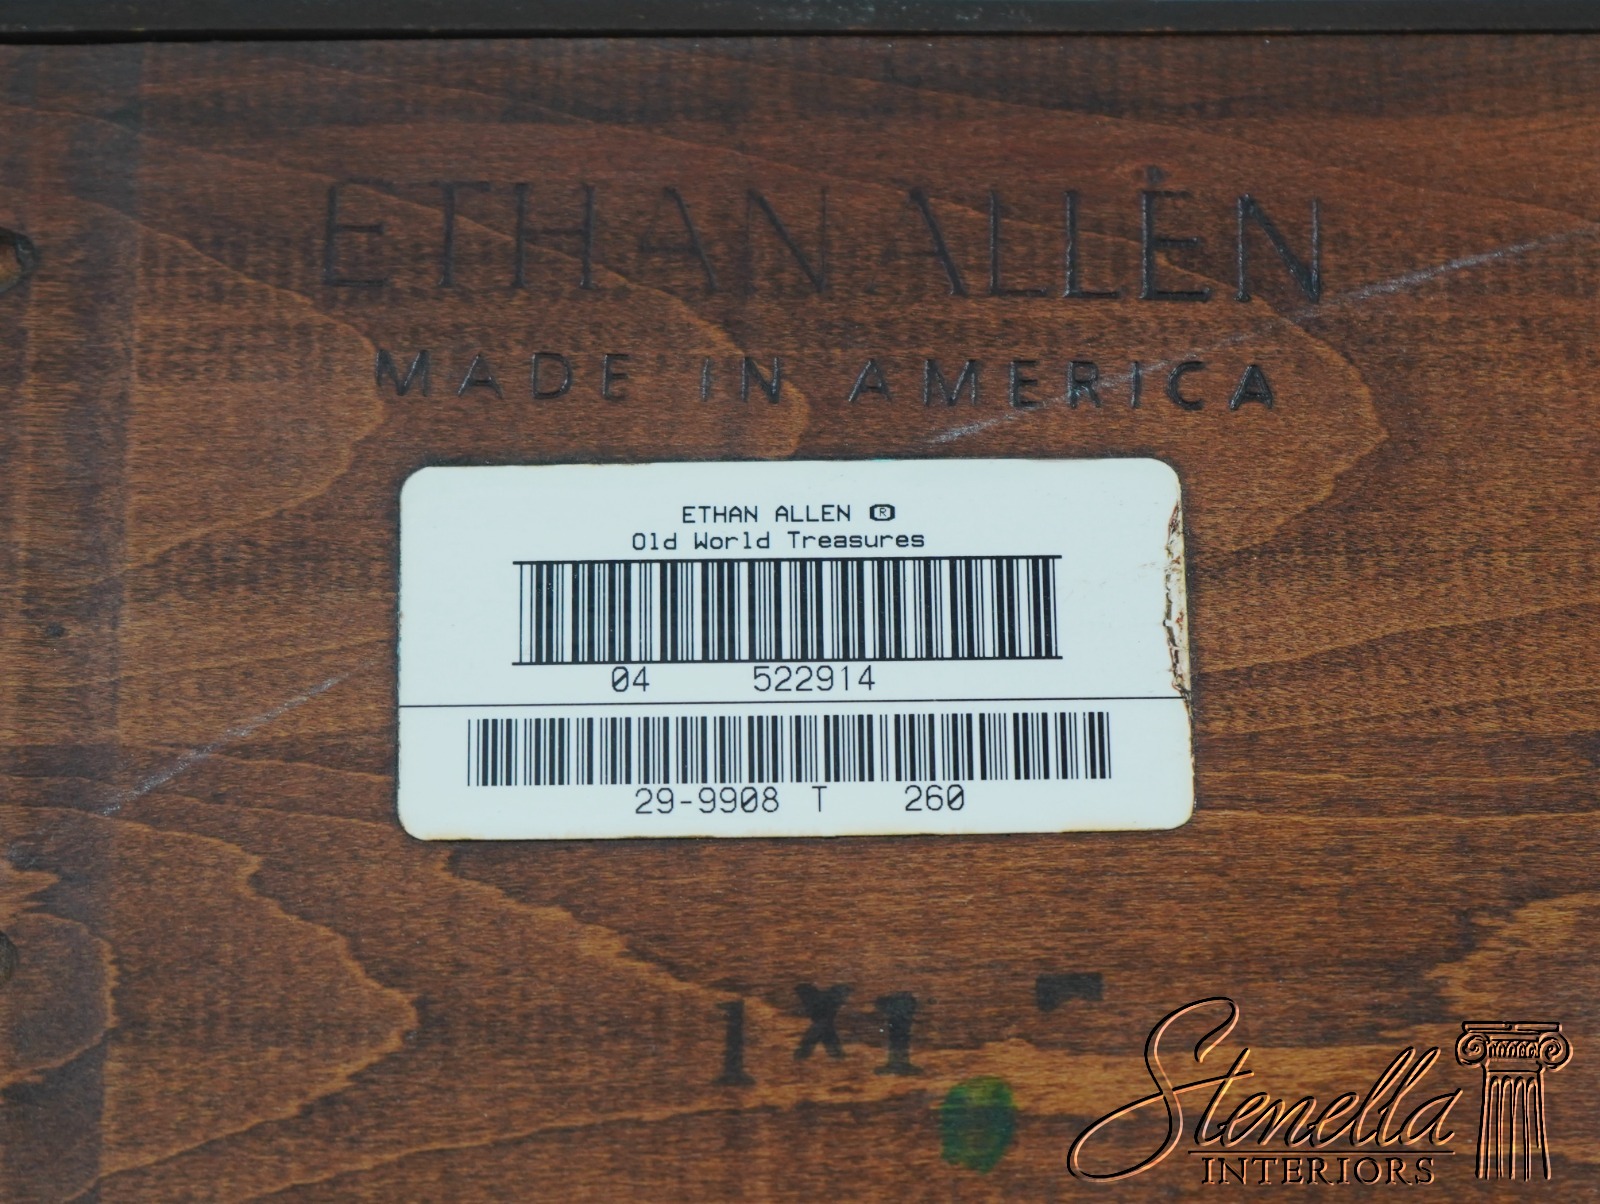 ETHAN ALLEN
MADE IN AMERICA
ETHAN ALLEN ®
Old World Treasures
04 522914
29-9908 T 260
1X1
Stenella
INTERIORS